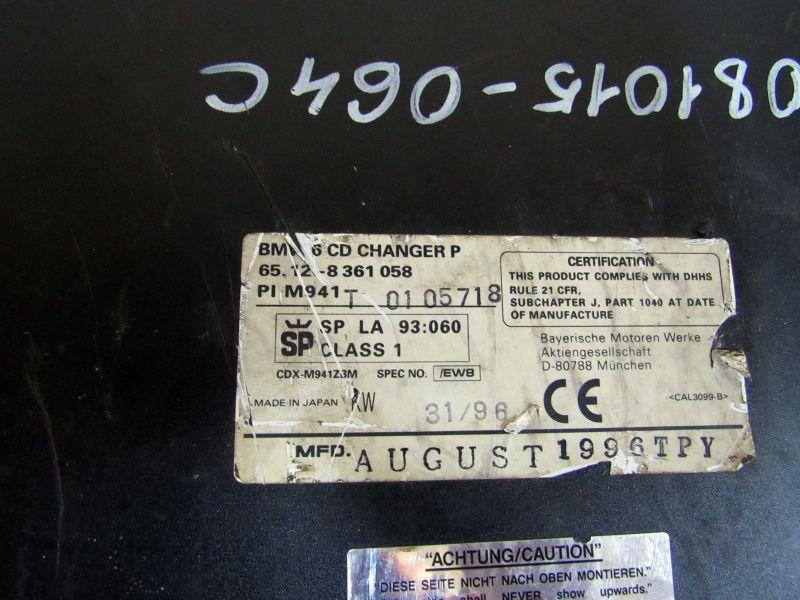 081015-064C
BMW 6 CD CHANGER P
65.12-8 361 058
PI M941 T 0105718
SP SP LA 93:060
CLASS 1
CDX-M941Z3M SPEC NO. /EW8
MADE IN JAPAN KW 31/96
CERTIFICATION
THIS PRODUCT COMPLIES WITH DHHS
RULE 21 CFR,
SUBCHAPTER J, PART 1040 AT DATE
OF MANUFACTURE
Bayerische Motoren Werke
Aktiengesellschaft
D-80788 München
CE <CAL3099-B>
MFD. AUGUST 1996 TPY
"ACHTUNG/CAUTION"
"DIESE SEITE NICHT NACH OBEN MONTIEREN."
shall NEVER show upwards."